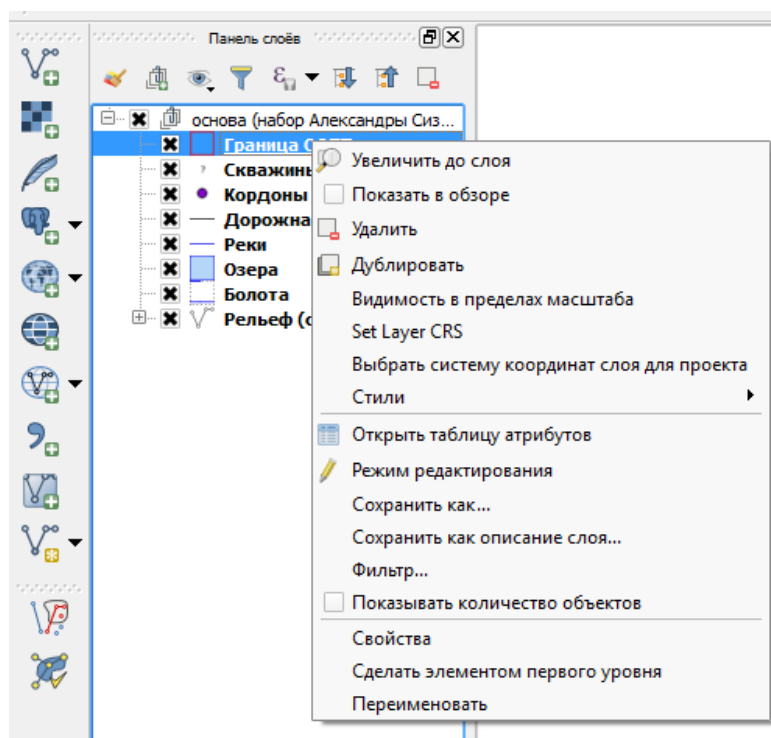 Панель слоёв
основа (набор Александры Сиз...
Граница
Скважины
Кордоны
Дорожна
Реки
Озера
Болота
Рельеф (с
Увеличить до слоя
Показать в обзоре
Удалить
Дублировать
Видимость в пределах масштаба
Set Layer CRS
Выбрать систему координат слоя для проекта
Стили
Открыть таблицу атрибутов
Режим редактирования
Сохранить как...
Сохранить как описание слоя...
Фильтр...
Показывать количество объектов
Свойства
Сделать элементом первого уровня
Переименовать